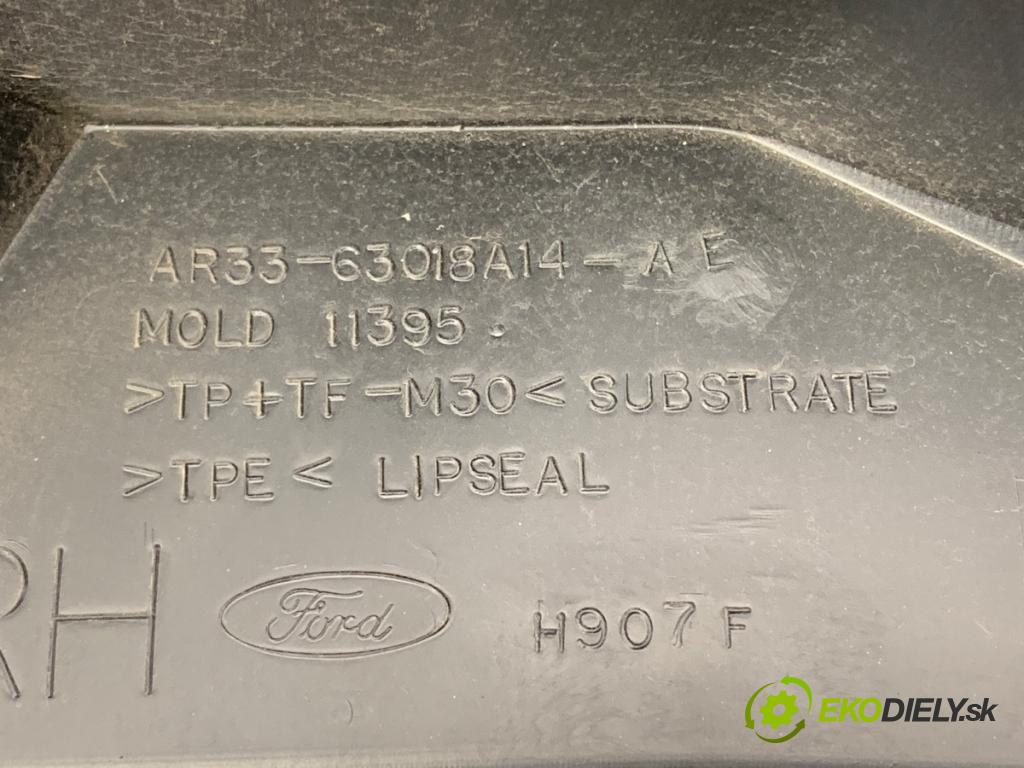 AR33-63018A14-AE
MOLD 11395.
>TP+TF-M30< SUBSTRATE
>TPE< LIPSEAL
RH
Ford
H907F
EKODIELY.sk